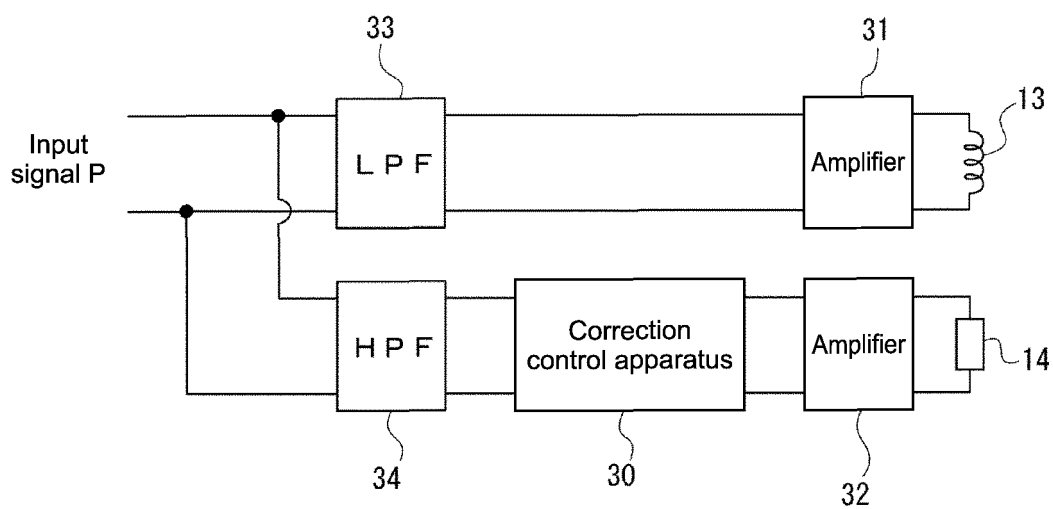 33
31
13
Input
signal P
L P F
Amplifier
H P F
Correction
control apparatus
Amplifier
14
34
30
32